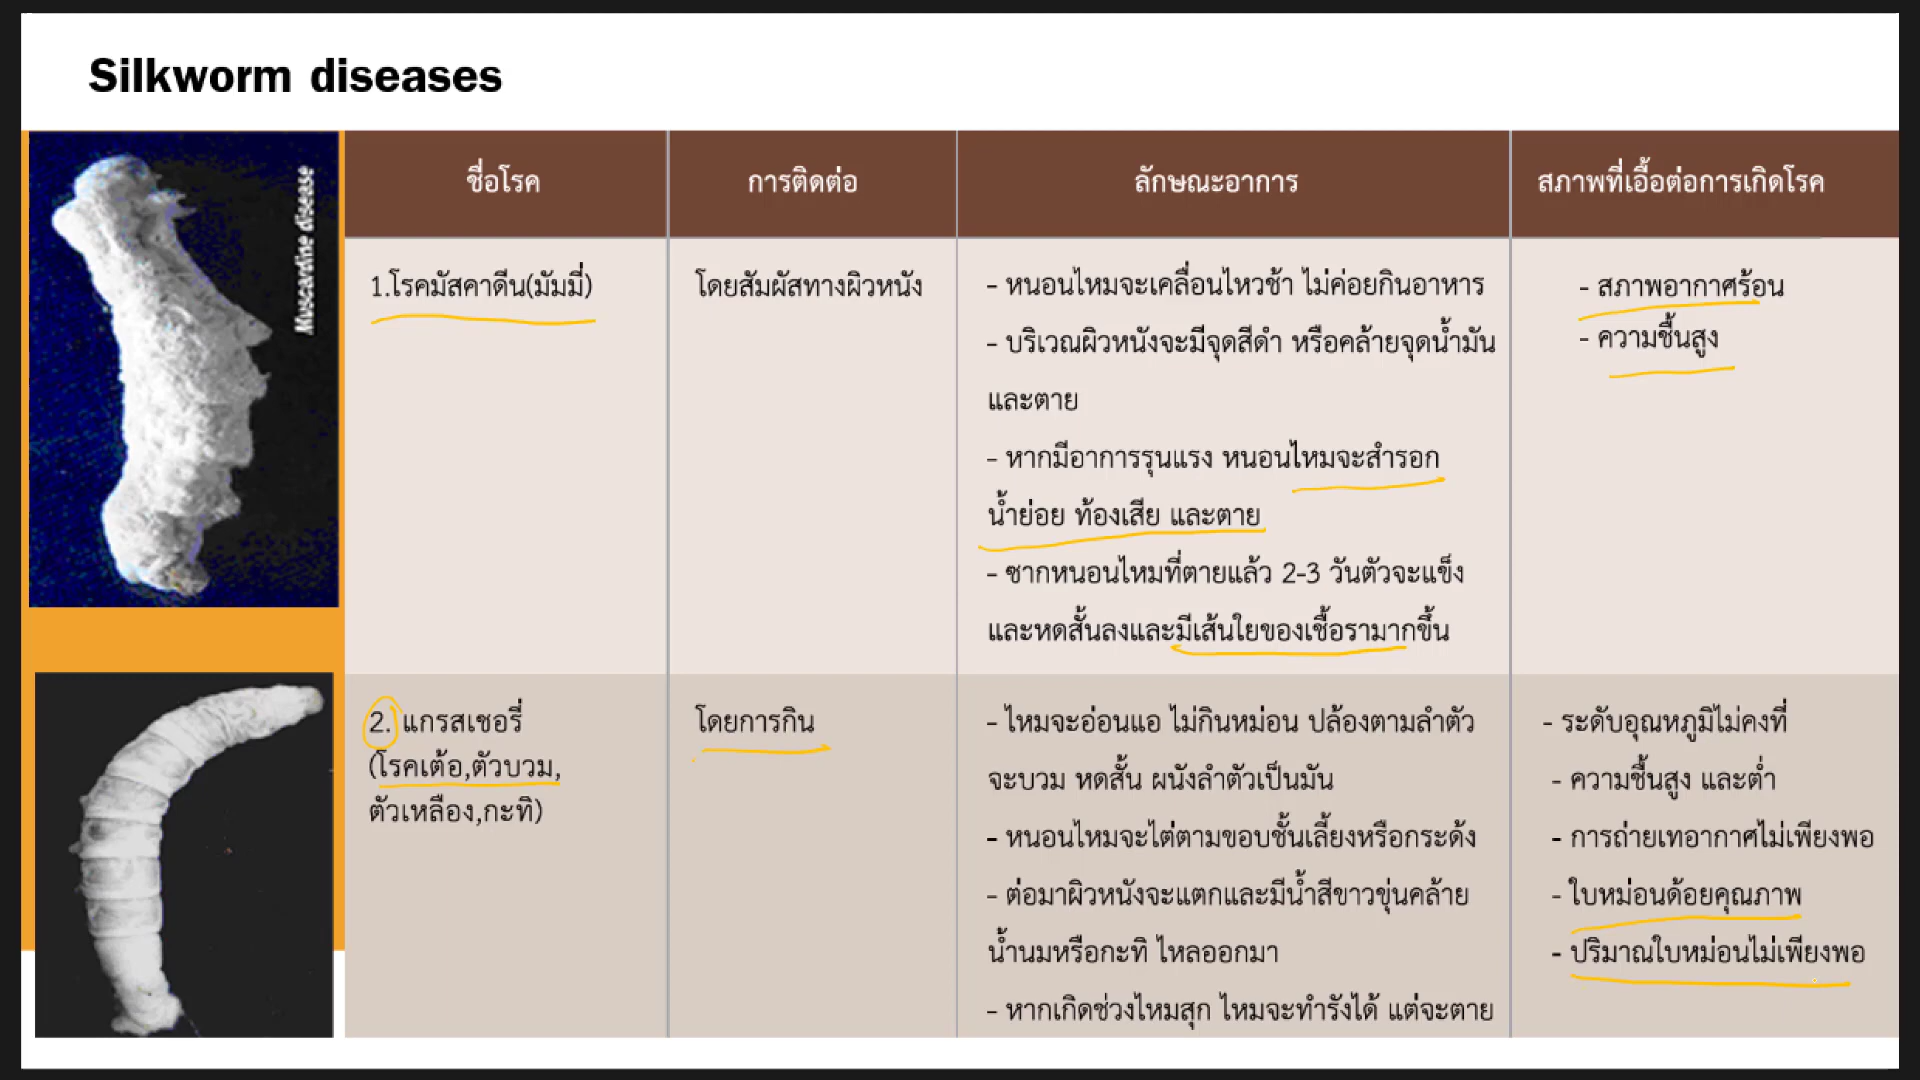 Silkworm diseases
Muscardine disease
ชื่อโรค
การติดต่อ
ลักษณะอาการ
สภาพที่เอื้อต่อการเกิดโรค
1.โรคมัสคาดีน(มัมมี่)
โดยสัมผัสทางผิวหนัง
- หนอนไหมจะเคลื่อนไหวช้า ไม่ค่อยกินอาหาร
- บริเวณผิวหนังจะมีจุดสีดำ หรือคล้ายจุดน้ำมัน
และตาย
- หากมีอาการรุนแรง หนอนไหมจะสำรอก
น้ำย่อย ท้องเสีย และตาย
- ซากหนอนไหมที่ตายแล้ว 2-3 วันตัวจะแข็ง
และหดสั้นลงและมีเส้นใยของเชื้อรามากขึ้น
- สภาพอากาศร้อน
- ความชื้นสูง
2. แกรสเซอรี่
(โรคเต้อ,ตัวบวม,
ตัวเหลือง,กะทิ)
โดยการกิน
- ไหมจะอ่อนแอ ไม่กินหม่อน ปล้องตามลำตัว
จะบวม หดสั้น ผนังลำตัวเป็นมัน
- หนอนไหมจะไต่ตามขอบชั้นเลี้ยงหรือกระด้ง
- ต่อมาผิวหนังจะแตกและมีน้ำสีขาวขุ่นคล้าย
น้ำนมหรือกะทิ ไหลออกมา
- หากเกิดช่วงไหมสุก ไหมจะทำรังได้ แต่จะตาย
- ระดับอุณหภูมิไม่คงที่
- ความชื้นสูง และต่ำ
- การถ่ายเทอากาศไม่เพียงพอ
- ใบหม่อนด้อยคุณภาพ
- ปริมาณใบหม่อนไม่เพียงพอ